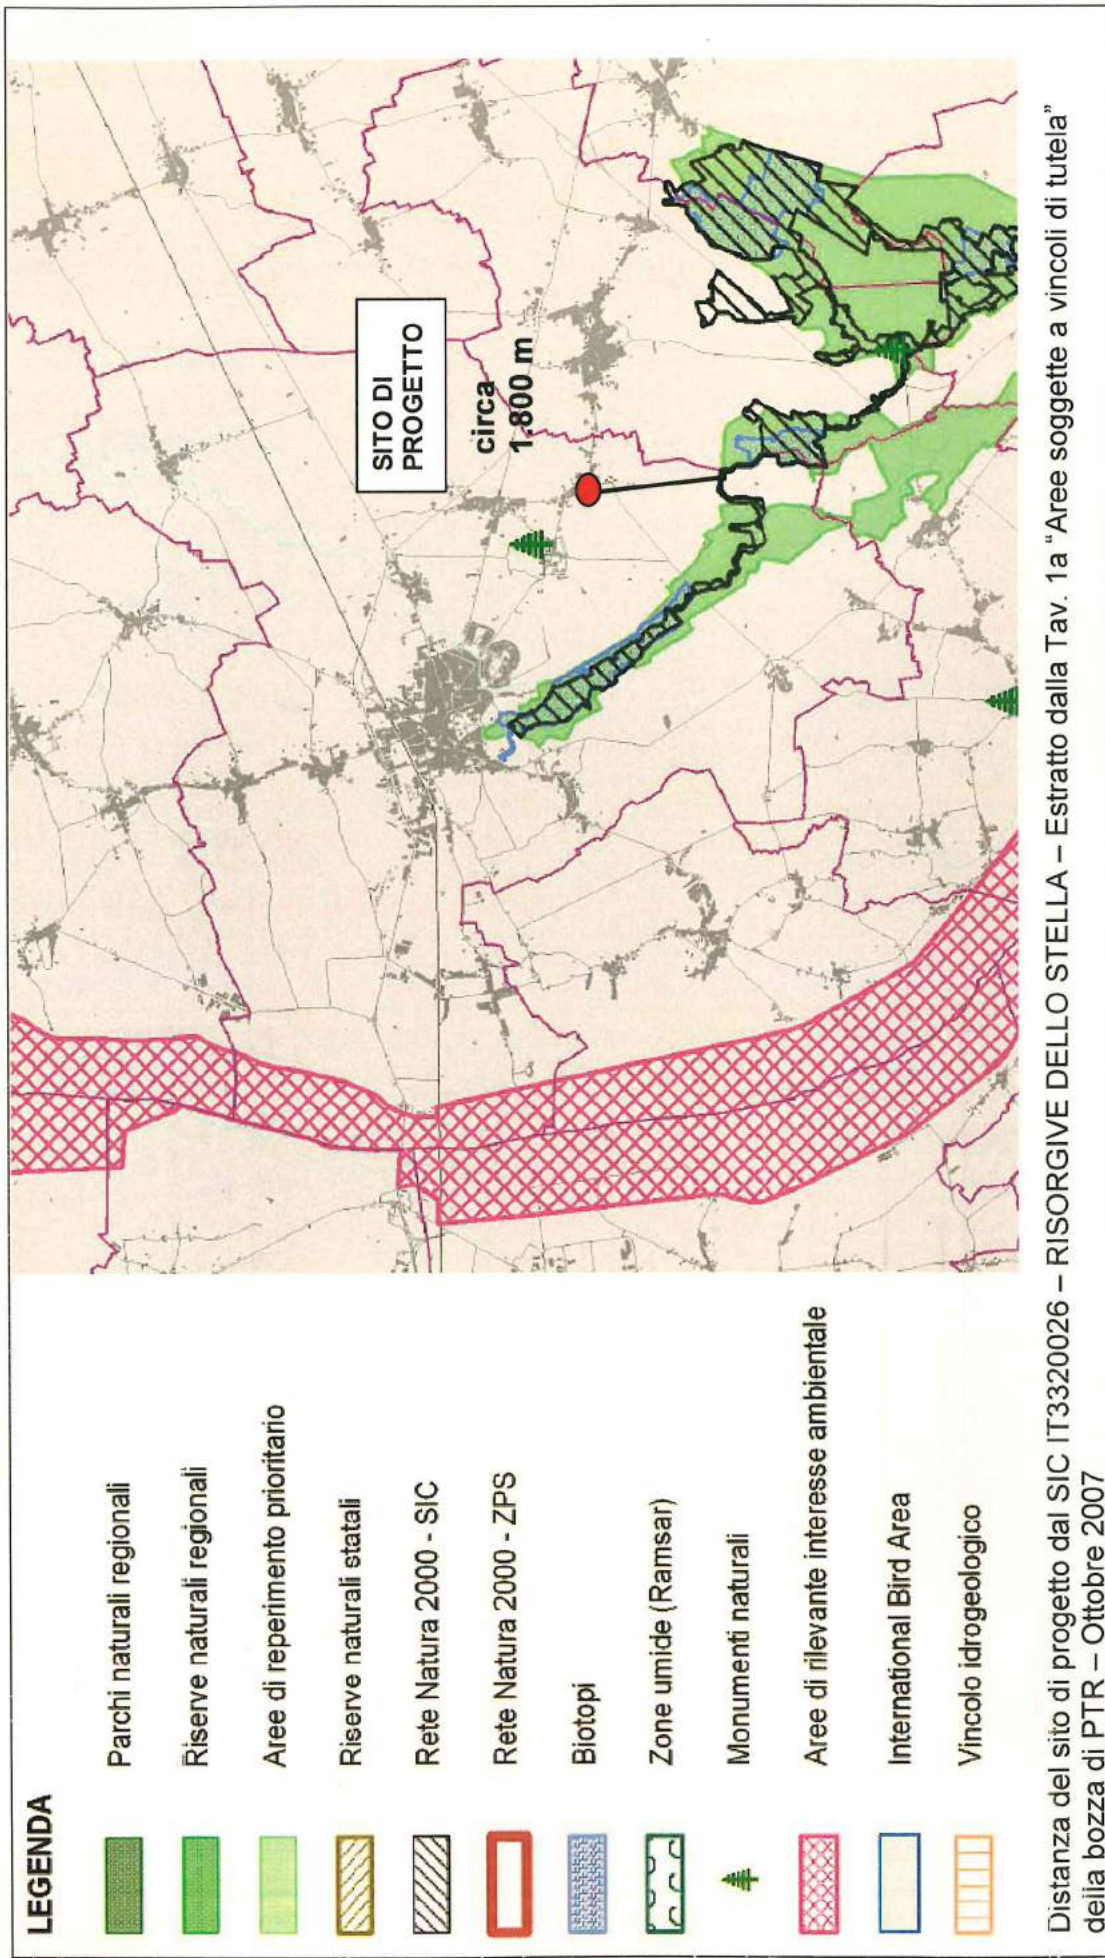 LEGENDA
Parchi naturali regionali
Riserve naturali regionali
Aree di reperimento prioritario
Riserve naturali statali
Rete Natura 2000 - SIC
Rete Natura 2000 - ZPS
Biotopi
Zone umide (Ramsar)
Monumenti naturali
Aree di rilevante interesse ambientale
International Bird Area
Vincolo idrogeologico
SITO DI
PROGETTO
circa
1.800 m
Distanza del sito di progetto dal SIC IT3320026 – RISORGIVE DELLO STELLA – Estratto dalla Tav. 1a “Aree soggette a vincoli di tutela”
della bozza di PTR – Ottobre 2007